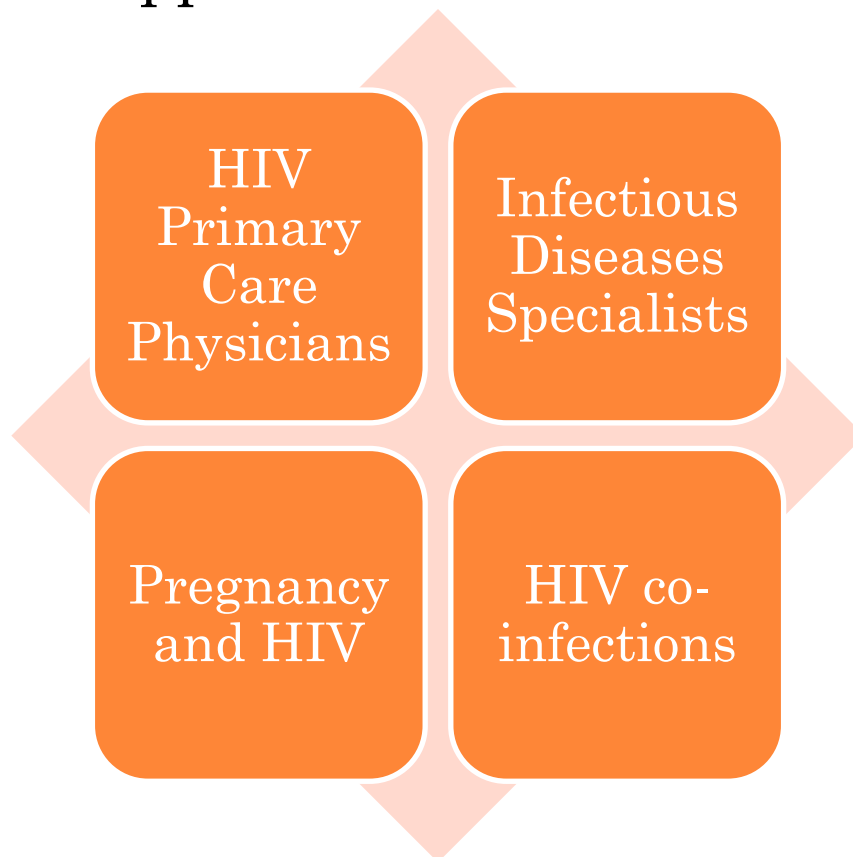 HIV
Primary
Care
Physicians
Infectious
Diseases
Specialists
Pregnancy
and HIV
HIV co-
infections